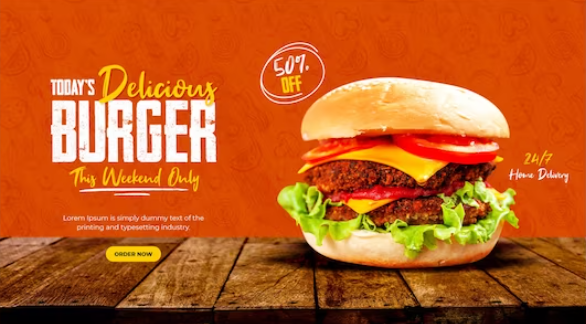 TODAY'S Delicious
BURGER
This Weekend Only
Lorem Ipsum is simply dummy text of the
printing and typesetting industry.
ORDER NOW
50%
OFF
24/7
Home Delivery